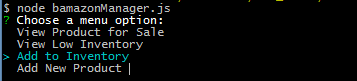 $ node bamazonManager.js
? Choose a menu option:
View Product for Sale
View Low Inventory
> Add to Inventory
Add New Product